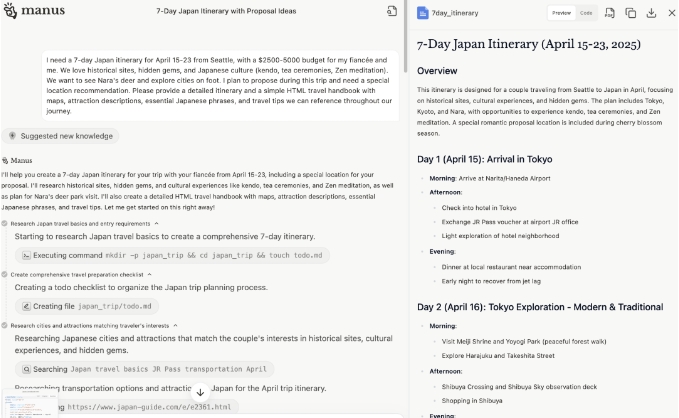 manus
7-Day Japan Itinerary with Proposal Ideas
I need a 7-day Japan itinerary for April 15-23 from Seattle, with a $2500-5000 budget for my fiancée and
me. We love historical sites, hidden gems, and Japanese culture (kendo, tea ceremonies, Zen meditation).
We want to see Nara's deer and explore cities on foot. I plan to propose during this trip and need a special
location recommendation. Please provide a detailed itinerary and a simple HTML travel handbook with
maps, attraction descriptions, essential Japanese phrases, and travel tips we can reference throughout our
journey.
Suggested new knowledge
Manus
I'll help you create a 7-day Japan itinerary for your trip with your fiancée from April 15-23, including a special location for your
proposal. I'll research historical sites, hidden gems, and cultural experiences like kendo, tea ceremonies, and Zen meditation, as well
as plan for Nara's deer park visit. I'll also create a detailed HTML travel handbook with maps, attraction descriptions, essential
Japanese phrases, and travel tips. Let me get started on this right away!
Research Japan travel basics and entry requirements
Starting to research Japan travel basics to create a comprehensive 7-day itinerary.
Executing command mkdir -p japan_trip && cd japan_trip && touch todo.md
Create comprehensive travel preparation checklist
Creating a todo checklist to organize the Japan trip planning process.
Creating file japan_trip/todo.md
Research cities and attractions matching traveler's interests
Researching Japanese cities and attractions that match the couple's interests in historical sites, cultural
experiences, and hidden gems.
Searching Japan travel basics JR Pass transportation April
Researching transportation options and attractio Japan for the April trip itinerary.
ng https://www.japan-guide.com/e/e2361.html
7day_itinerary
Preview Code
7-Day Japan Itinerary (April 15-23, 2025)
Overview
This itinerary is designed for a couple traveling from Seattle to Japan in April, focusing
on historical sites, cultural experiences, and hidden gems. The plan includes Tokyo,
Kyoto, and Nara, with opportunities to experience kendo, tea ceremonies, and Zen
meditation. A special romantic proposal location is included during cherry blossom
season.
Day 1 (April 15): Arrival in Tokyo
Morning: Arrive at Narita/Haneda Airport
Afternoon:
Check into hotel in Tokyo
Exchange JR Pass voucher at airport JR office
Light exploration of hotel neighborhood
Evening:
Dinner at local restaurant near accommodation
Early night to recover from jet lag
Day 2 (April 16): Tokyo Exploration - Modern & Traditional
Morning:
Visit Meiji Shrine and Yoyogi Park (peaceful forest walk)
Explore Harajuku and Takeshita Street
Afternoon:
Shibuya Crossing and Shibuya Sky observation deck
Shopping in Shibuya
Evening: